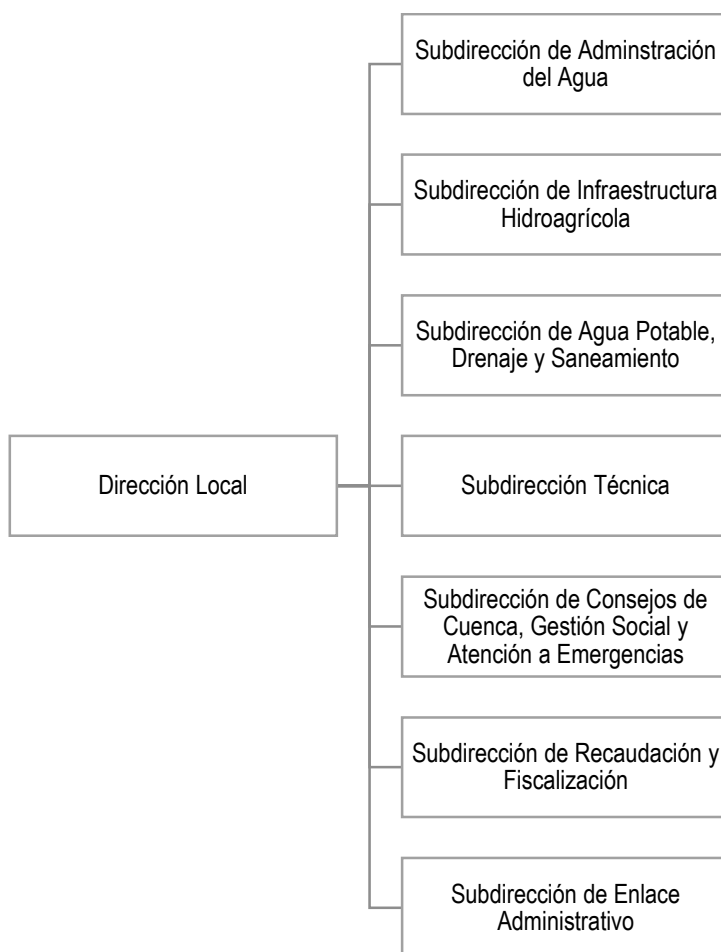 Subdirección de Adminstración
del Agua
Subdirección de Infraestructura
Hidroagrícola
Subdirección de Agua Potable,
Drenaje y Saneamiento
Dirección Local
Subdirección Técnica
Subdirección de Consejos de
Cuenca, Gestión Social y
Atención a Emergencias
Subdirección de Recaudación y
Fiscalización
Subdirección de Enlace
Administrativo